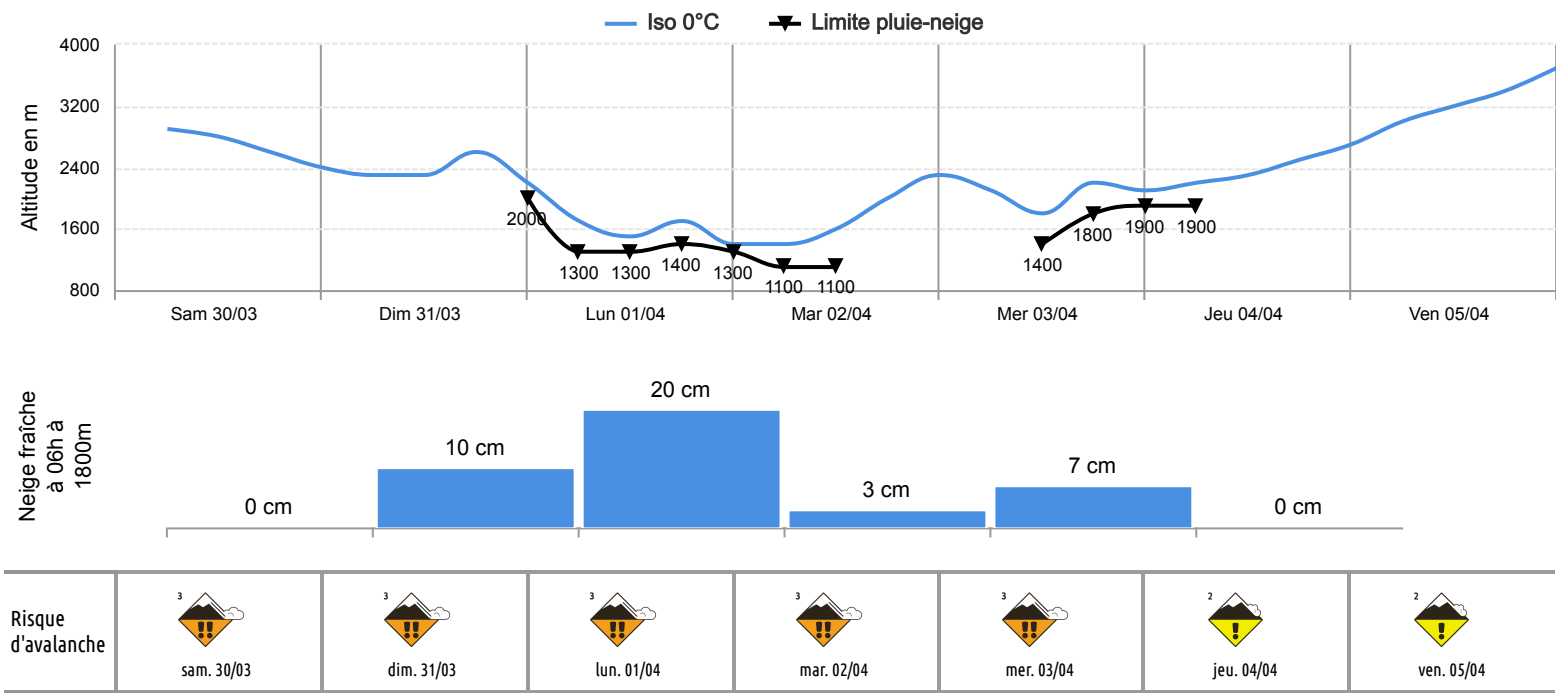 Iso 0°C Limite pluie-neige
Altitude en m
4000
3200
2400
1600
800
2000
1300
1300
1400
1300
1100
1100
1400
1800
1900
1900
Sam 30/03 Dim 31/03 Lun 01/04 Mar 02/04 Mer 03/04 Jeu 04/04 Ven 05/04
Neige fraîche
à 06h à
1800m
0 cm
10 cm
20 cm
3 cm
7 cm
0 cm
Risque
d'avalanche
3 3 3 3 3 2 2
!! !! !! !! !! ! !
sam. 30/03 dim. 31/03 lun. 01/04 mar. 02/04 mer. 03/04 jeu. 04/04 ven. 05/04